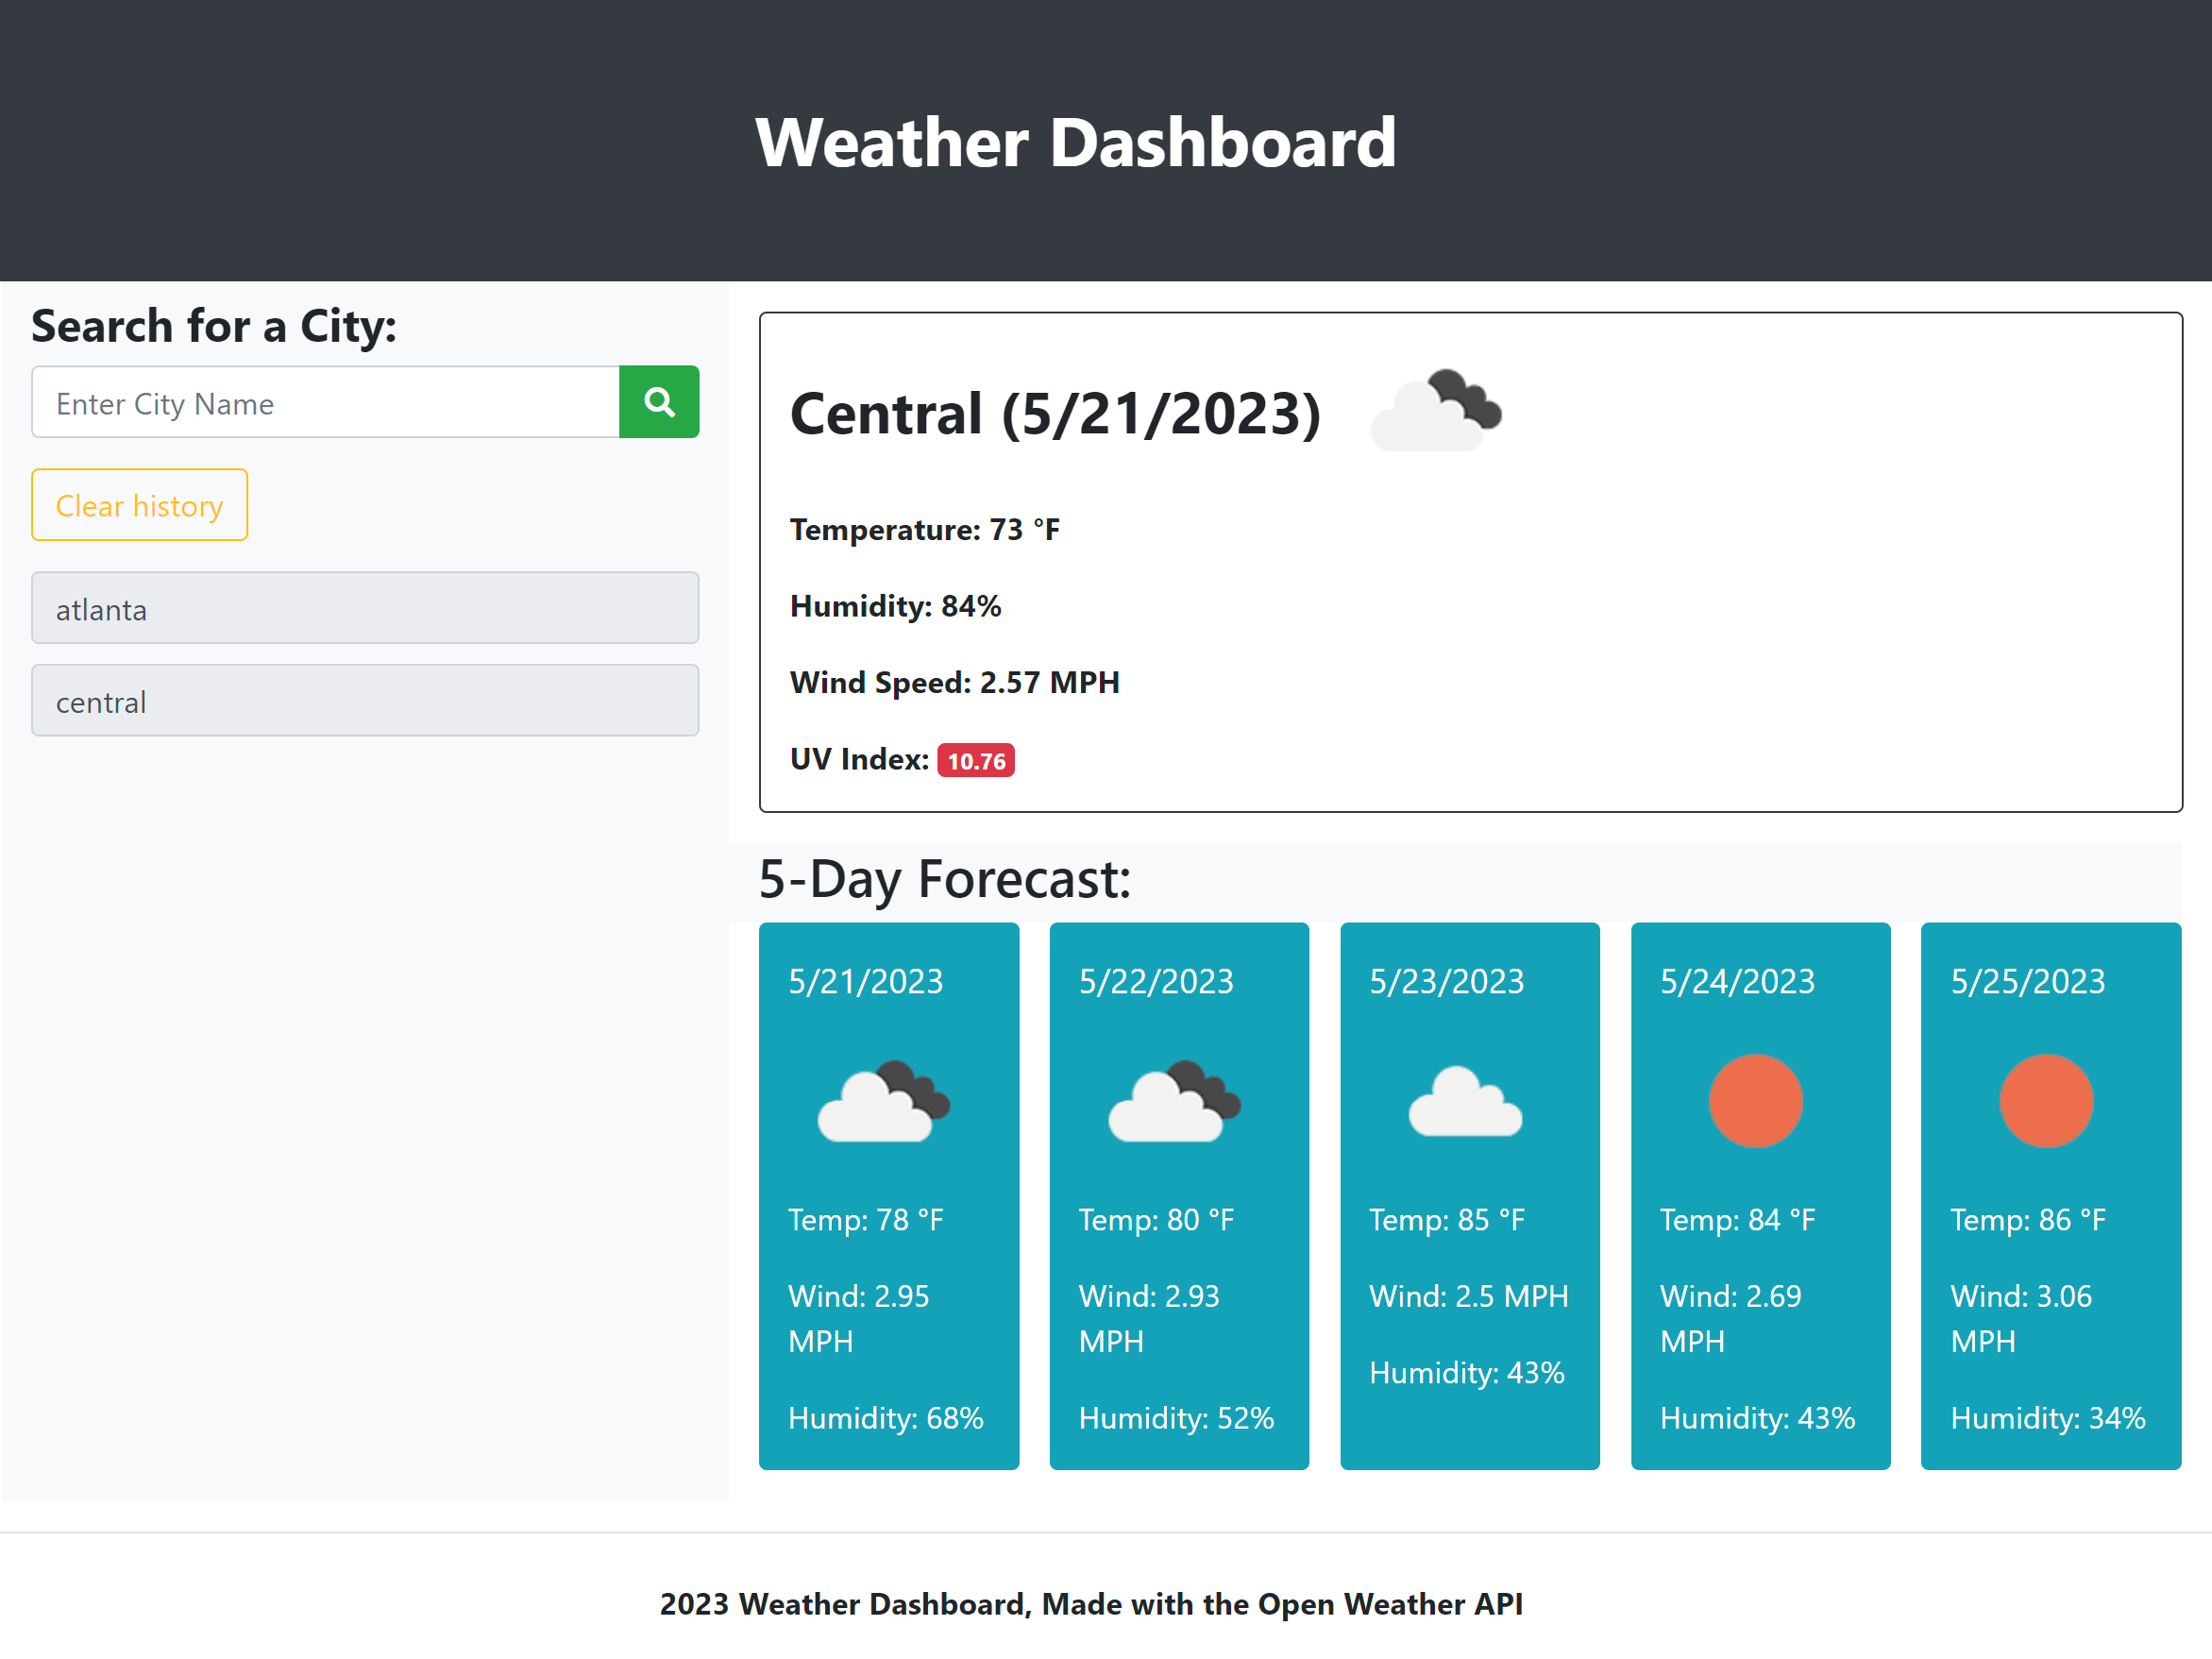 Weather Dashboard
Search for a City:
Enter City Name
Clear history
atlanta
central
Central (5/21/2023)
Temperature: 73 °F
Humidity: 84%
Wind Speed: 2.57 MPH
UV Index: 10.76
5-Day Forecast:
5/21/2023
Temp: 78 °F
Wind: 2.95
MPH
Humidity: 68%
5/22/2023
Temp: 80 °F
Wind: 2.93
MPH
Humidity: 52%
5/23/2023
Temp: 85 °F
Wind: 2.5 MPH
Humidity: 43%
5/24/2023
Temp: 84 °F
Wind: 2.69
MPH
Humidity: 43%
5/25/2023
Temp: 86 °F
Wind: 3.06
MPH
Humidity: 34%
2023 Weather Dashboard, Made with the Open Weather API